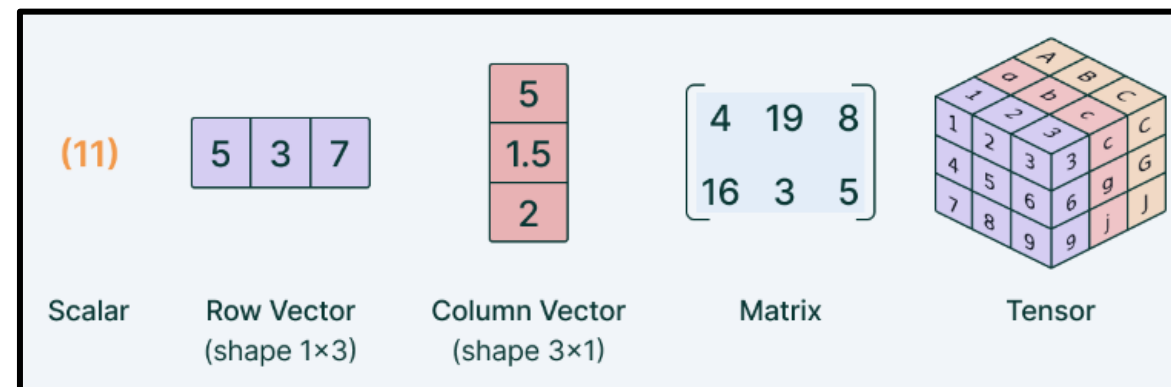 (11)
5 3 7
5
1.5
2
4 19 8
16 3 5
A B C
a b c
1 2 3
1 2 3
4 5 6
7 8 9
3 c C
6 g G
9 j J
Scalar
Row Vector
(shape 1×3)
Column Vector
(shape 3×1)
Matrix
Tensor